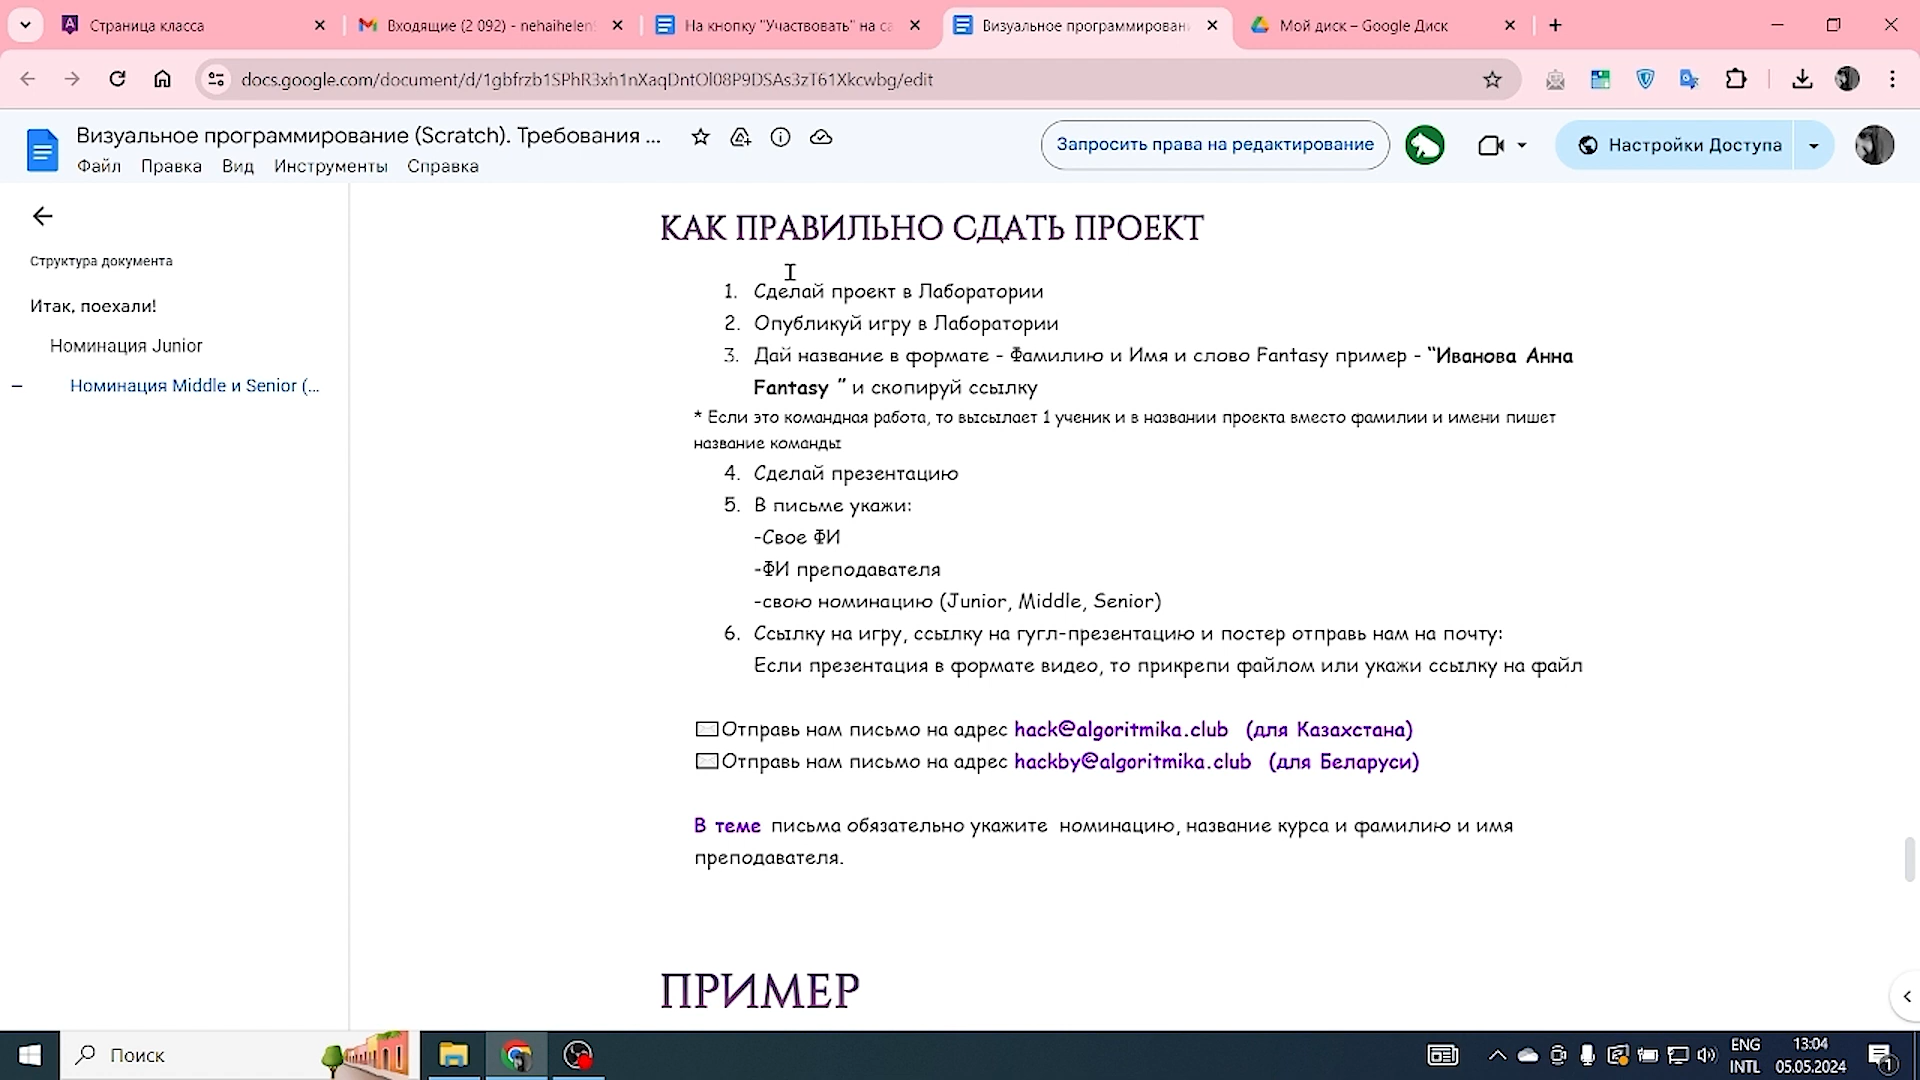 Страница класса
Входящие (2 092) - nehaihelen
На кнопку "Участвовать" на са
Визуальное программирован
Мой диск – Google Диск
docs.google.com/document/d/1gbfrzb1SPhR3xh1nXaqDntOl08P9DSAs3zT61Xkcwbg/edit
Визуальное программирование (Scratch). Требования ...
Файл Правка Вид Инструменты Справка
Запросить права на редактирование
Настройки Доступа
Структура документа
Итак, поехали!
Номинация Junior
Номинация Middle и Senior (...
КАК ПРАВИЛЬНО СДАТЬ ПРОЕКТ
1. Сделай проект в Лаборатории
2. Опубликуй игру в Лаборатории
3. Дай название в формате - Фамилию и Имя и слово Fantasy пример - “Иванова Анна
Fantasy ” и скопируй ссылку
* Если это командная работа, то высылает 1 ученик и в названии проекта вместо фамилии и имени пишет
название команды
4. Сделай презентацию
5. В письме укажи:
-Свое ФИ
-ФИ преподавателя
-свою номинацию (Junior, Middle, Senior)
6. Ссылку на игру, ссылку на гугл-презентацию и постер отправь нам на почту:
Если презентация в формате видео, то прикрепи файлом или укажи ссылку на файл
Отправь нам письмо на адрес hack@algoritmika.club (для Казахстана)
Отправь нам письмо на адрес hackby@algoritmika.club (для Беларуси)
В теме письма обязательно укажите номинацию, название курса и фамилию и имя
преподавателя.
ПРИМЕР
Поиск
ENG
INTL
13:04
05.05.2024
1